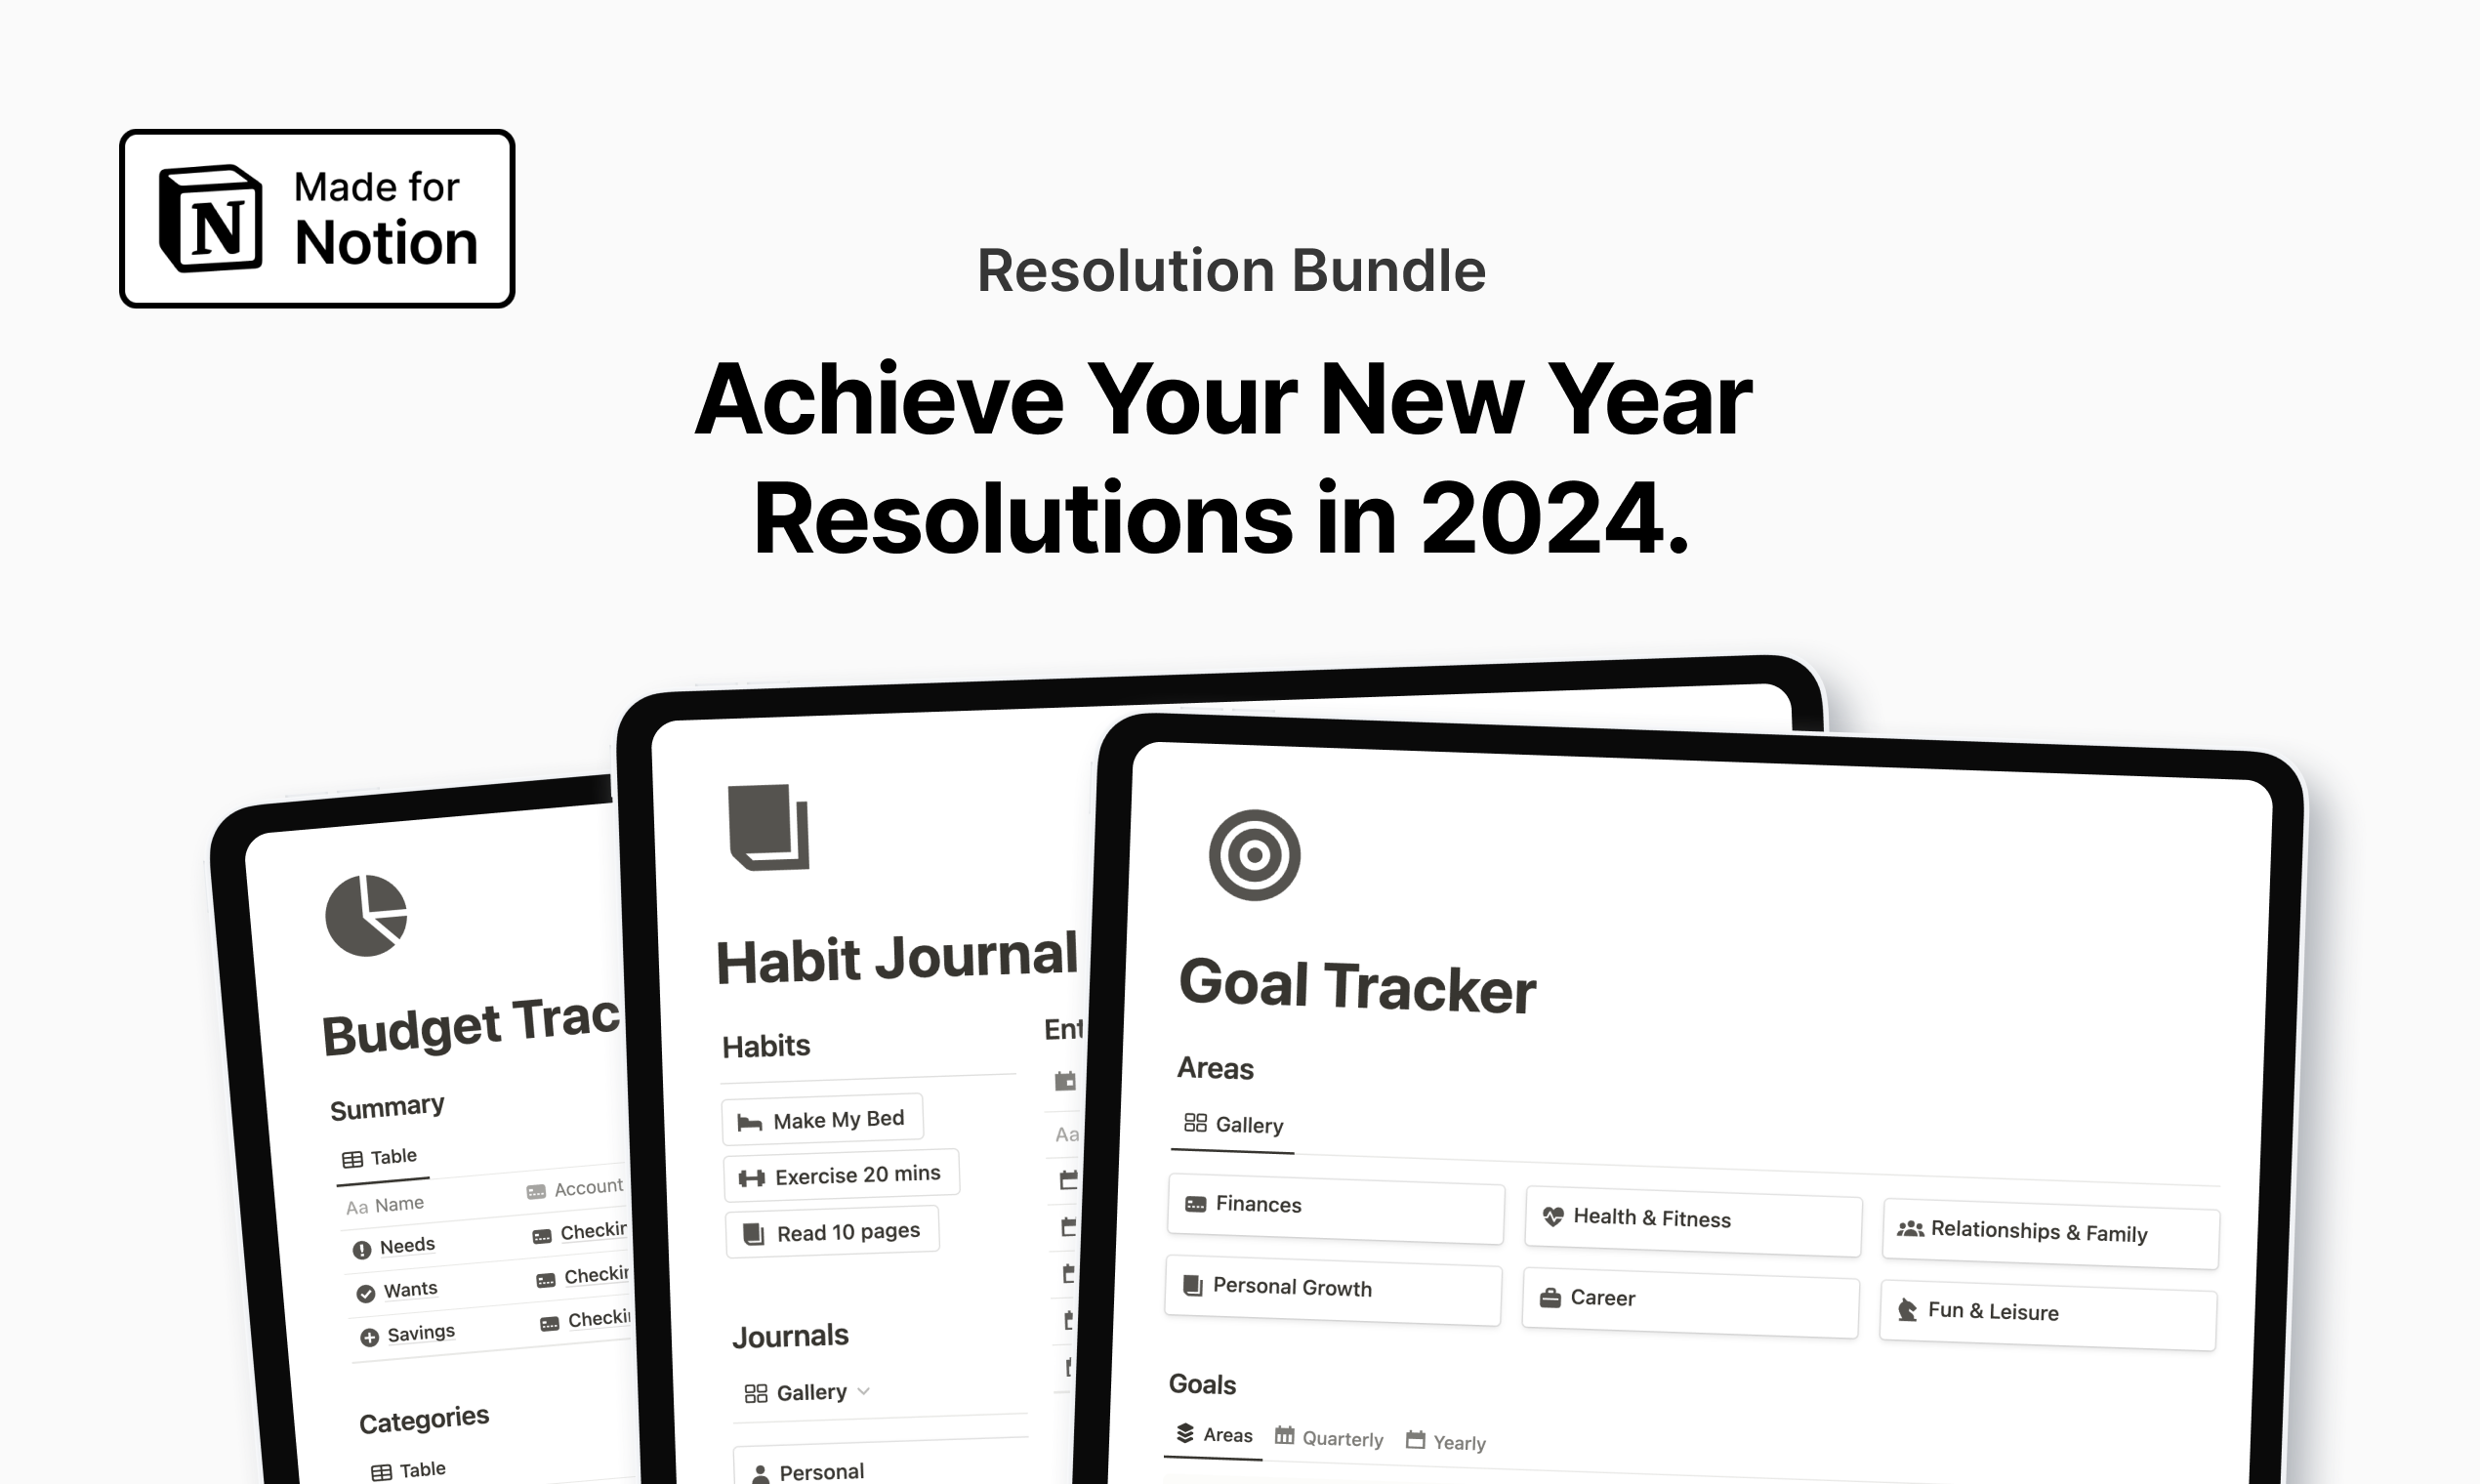 Made for
Notion
Resolution Bundle
Achieve Your New Year
Resolutions in 2024.
Budget Trac
Summary
Table
Aa Name
Account
Needs
Checkin
Wants
Checkin
Savings
Checki
Categories
Table
Habit Journal
Habits
Make My Bed
Exercise 20 mins
Read 10 pages
Ent
Aa
Journals
Gallery
Personal
Goal Tracker
Areas
Gallery
Finances
Health & Fitness
Relationships & Family
Personal Growth
Career
Fun & Leisure
Goals
Areas
Quarterly
Yearly